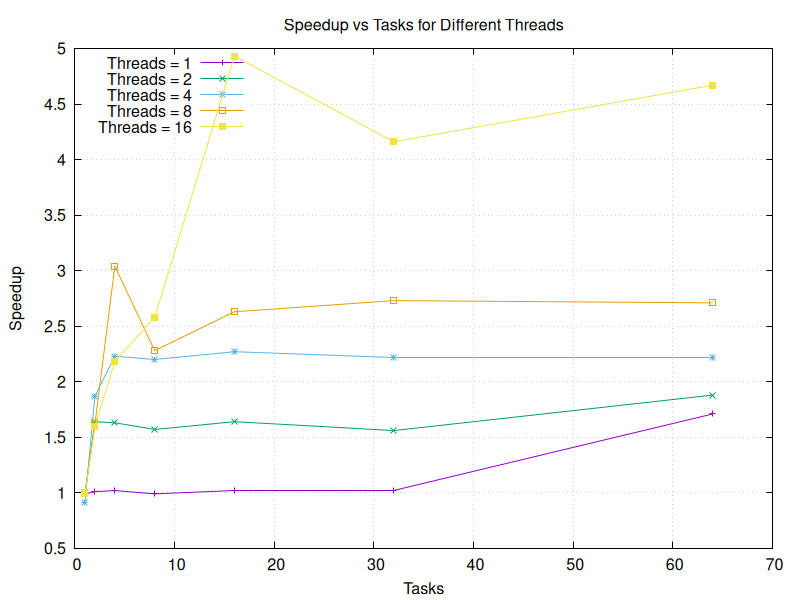 Speedup vs Tasks for Different Threads
5
4.5
4
3.5
3
2.5
2
1.5
1
0.5
Speedup
Threads = 1
Threads = 2
Threads = 4
Threads = 8
Threads = 16
0 10 20 30 40 50 60 70
Tasks